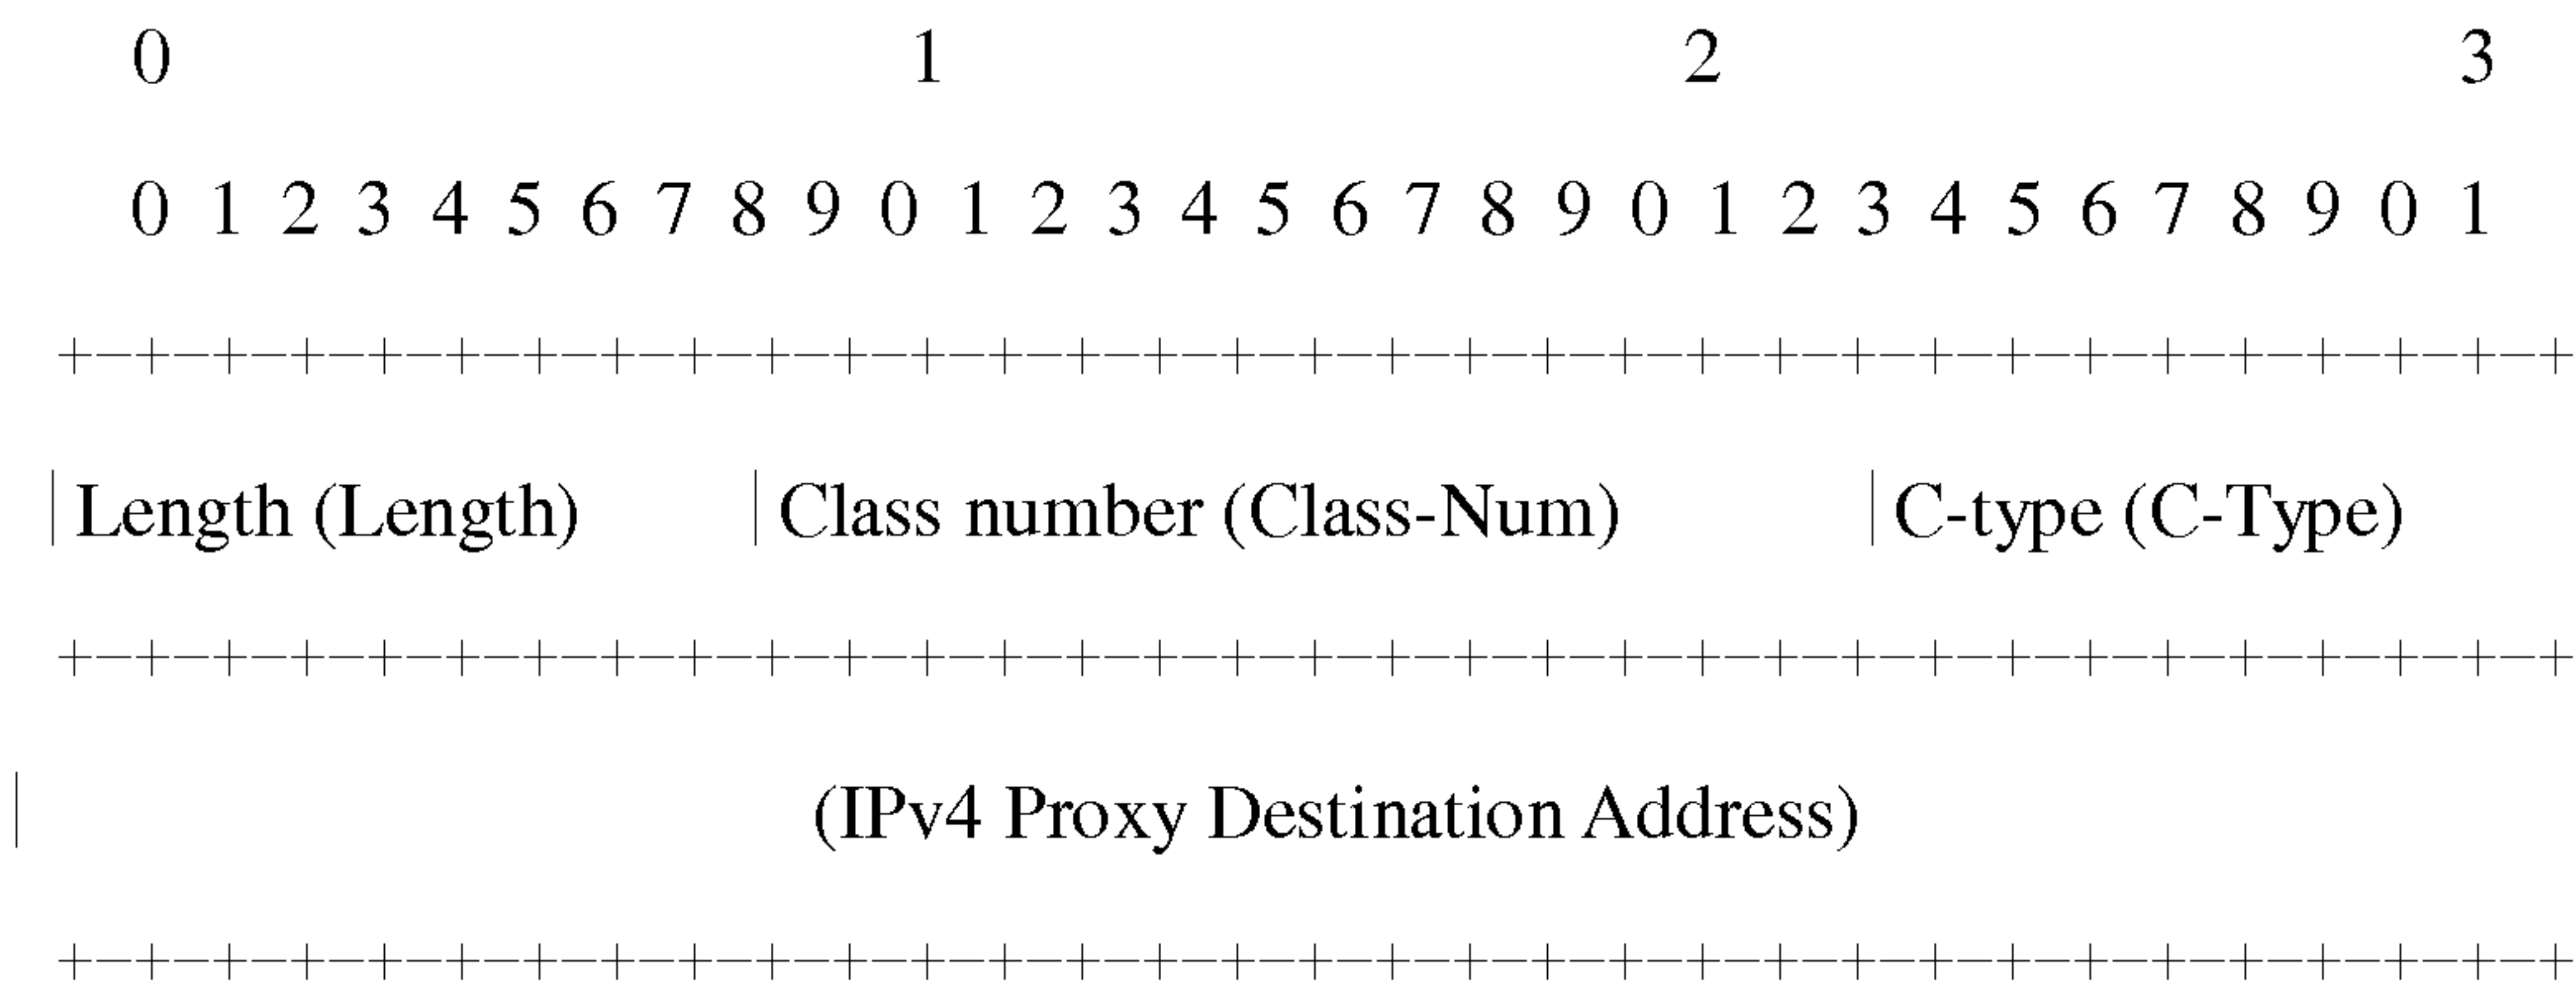 0 1 2 3
0 1 2 3 4 5 6 7 8 9 0 1 2 3 4 5 6 7 8 9 0 1 2 3 4 5 6 7 8 9 0 1
+-+-+-+-+-+-+-+-+-+-+-+-+-+-+-+-+-+-+-+-+-+-+-+-+-+-+-+-+-+-+-+-+
|Length (Length) |Class number (Class-Num) |C-type (C-Type)
+-+-+-+-+-+-+-+-+-+-+-+-+-+-+-+-+-+-+-+-+-+-+-+-+-+-+-+-+-+-+-+-+
| (IPv4 Proxy Destination Address)
+-+-+-+-+-+-+-+-+-+-+-+-+-+-+-+-+-+-+-+-+-+-+-+-+-+-+-+-+-+-+-+-+